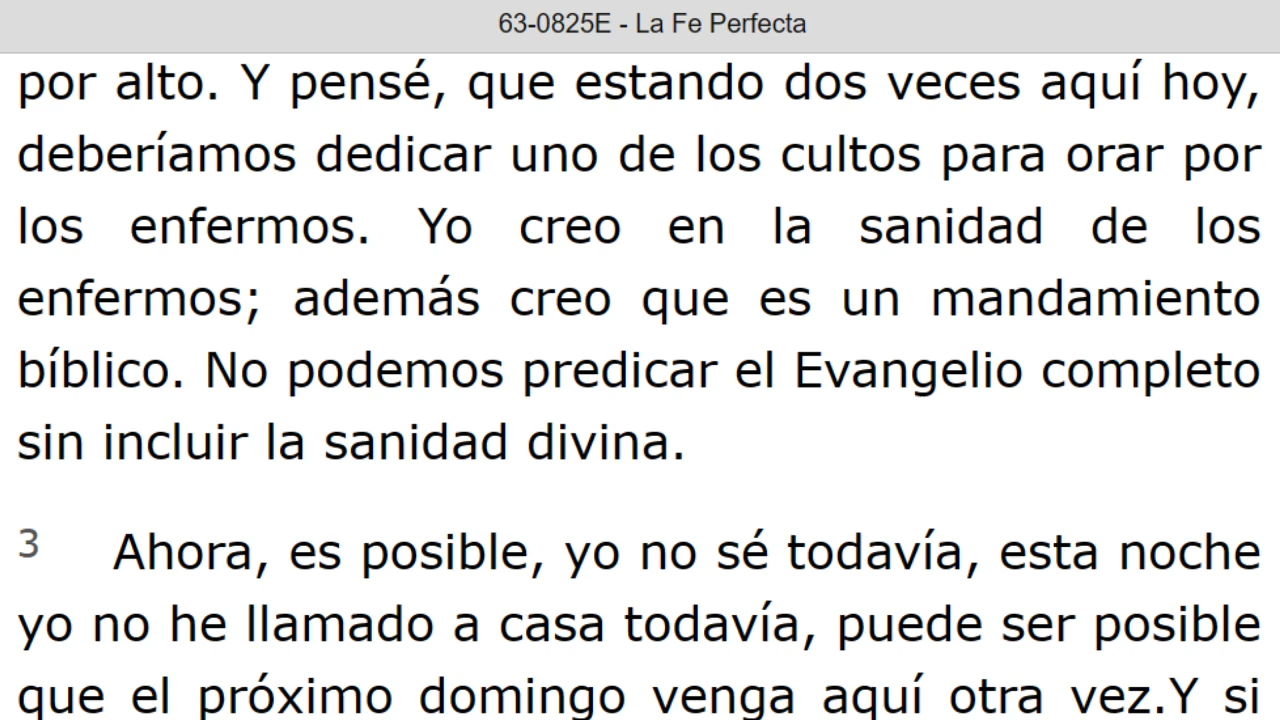 63-0825E - La Fe Perfecta
por alto. Y pensé, que estando dos veces aquí hoy,
deberíamos dedicar uno de los cultos para orar por
los enfermos. Yo creo en la sanidad de los
enfermos; además creo que es un mandamiento
bíblico. No podemos predicar el Evangelio completo
sin incluir la sanidad divina.
3 Ahora, es posible, yo no sé todavía, esta noche
yo no he llamado a casa todavía, puede ser posible
que el próximo domingo venga aquí otra vez.Y si